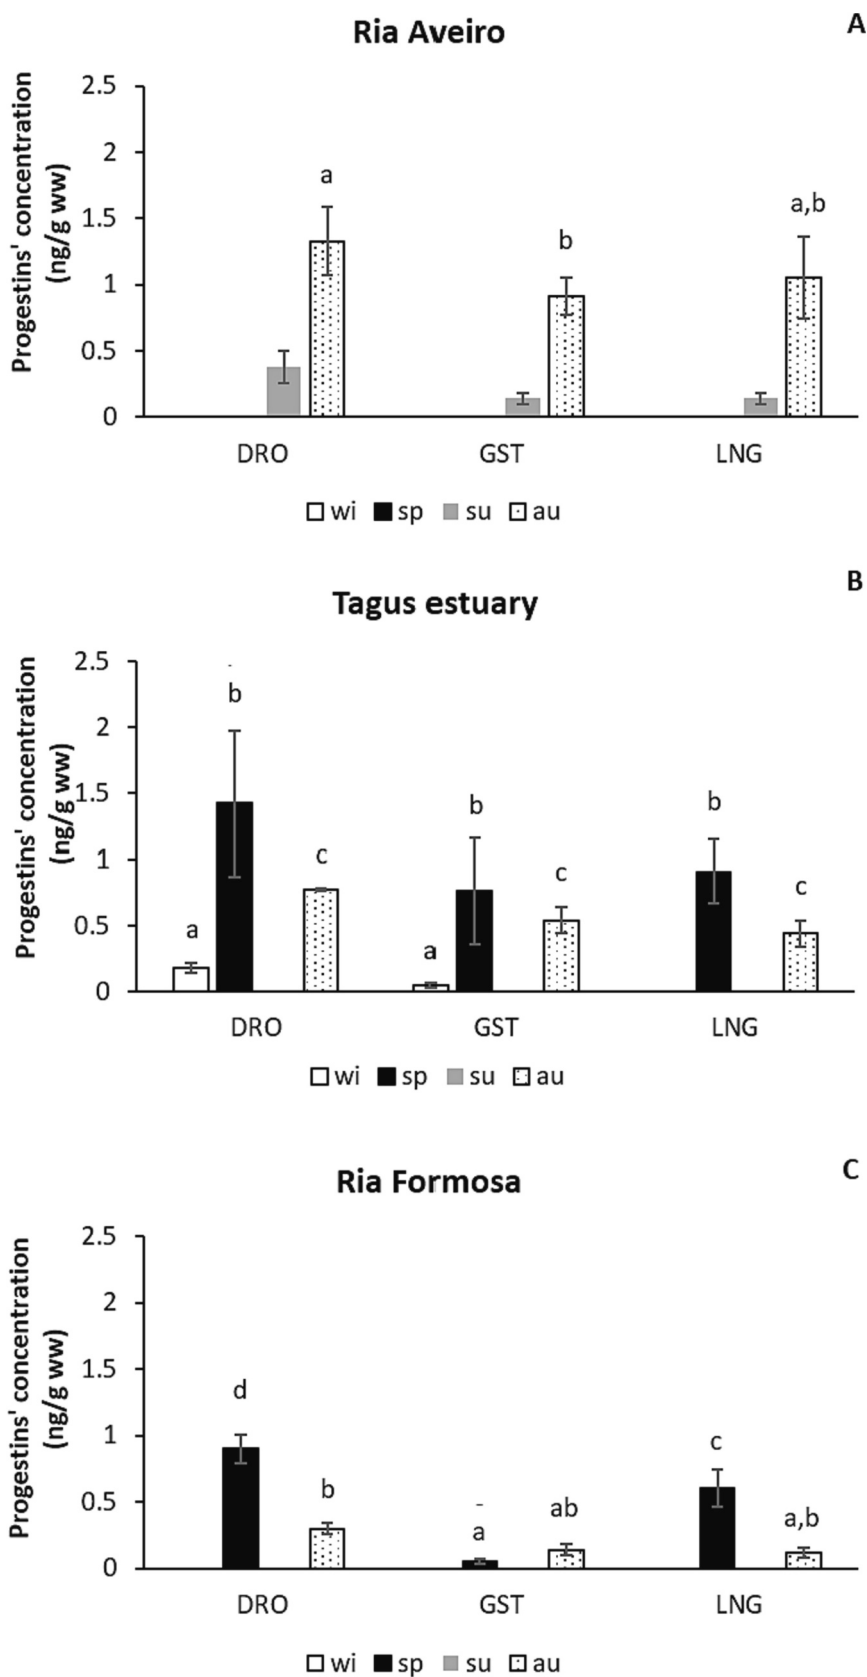 Ria Aveiro
A
Progestins' concentration
(ng/g ww)
2.5
2
1.5
1
0.5
0
a
b
a,b
DRO GST LNG
wi sp su au
Tagus estuary
B
Progestins' concentration
(ng/g ww)
2.5
2
1.5
1
0.5
0
a
b
c
a
b
c
b
c
DRO GST LNG
wi sp su au
Ria Formosa
C
Progestins' concentration
(ng/g ww)
2.5
2
1.5
1
0.5
0
d
b
a
ab
c
a,b
DRO GST LNG
wi sp su au